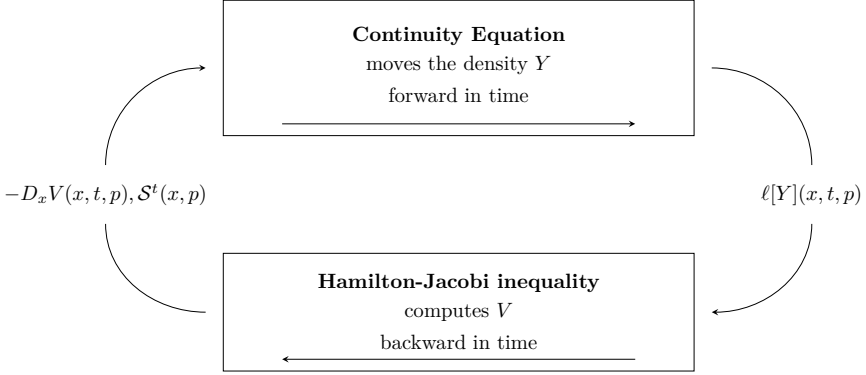 Continuity Equation
moves the density Y
forward in time
−D_xV(x, t, p), 𝒮^t(x, p)
ℓ[Y](x, t, p)
Hamilton-Jacobi inequality
computes V
backward in time